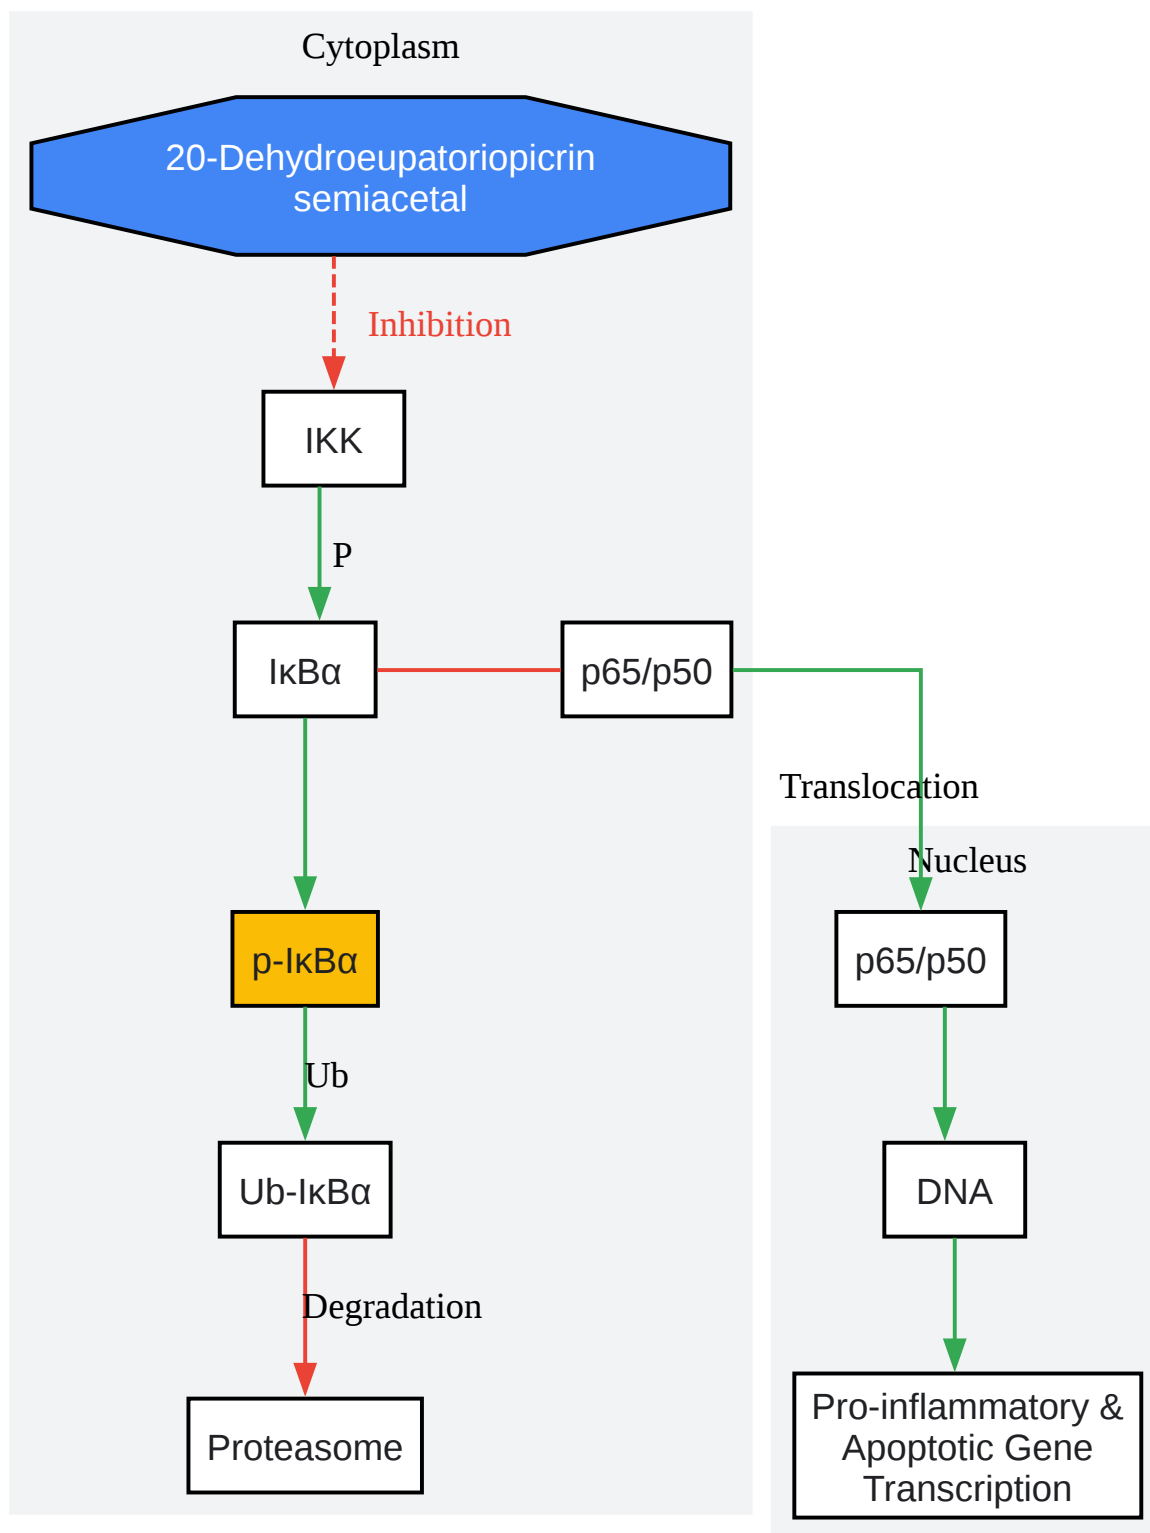 Cytoplasm
20-Dehydroeupatoriopicrin
semiacetal
Inhibition
IKK
P
IκBα
p65/p50
Translocation
Nucleus
p-IκBα
p65/p50
Ub
Ub-IκBα
DNA
Degradation
Proteasome
Pro-inflammatory &
Apoptotic Gene
Transcription